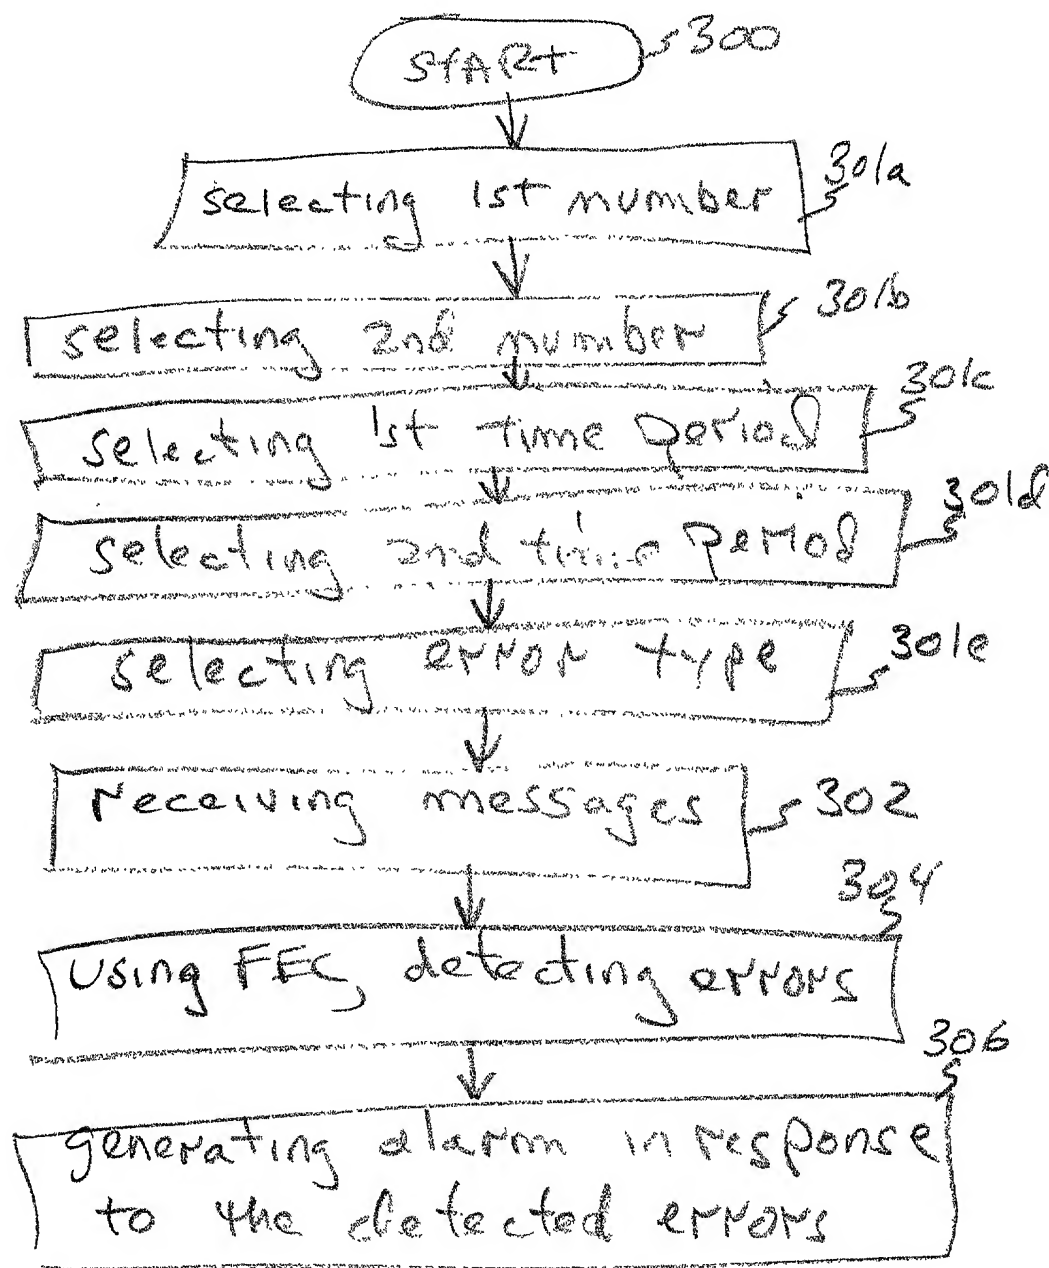 START 300
selecting 1st number 301a
selecting 2nd number 301b
selecting 1st time period 301c
selecting 2nd time period 301d
selecting error type 301e
receiving messages 302
304
using FEC, detecting errors
306
generating alarm in response
to the detected errors